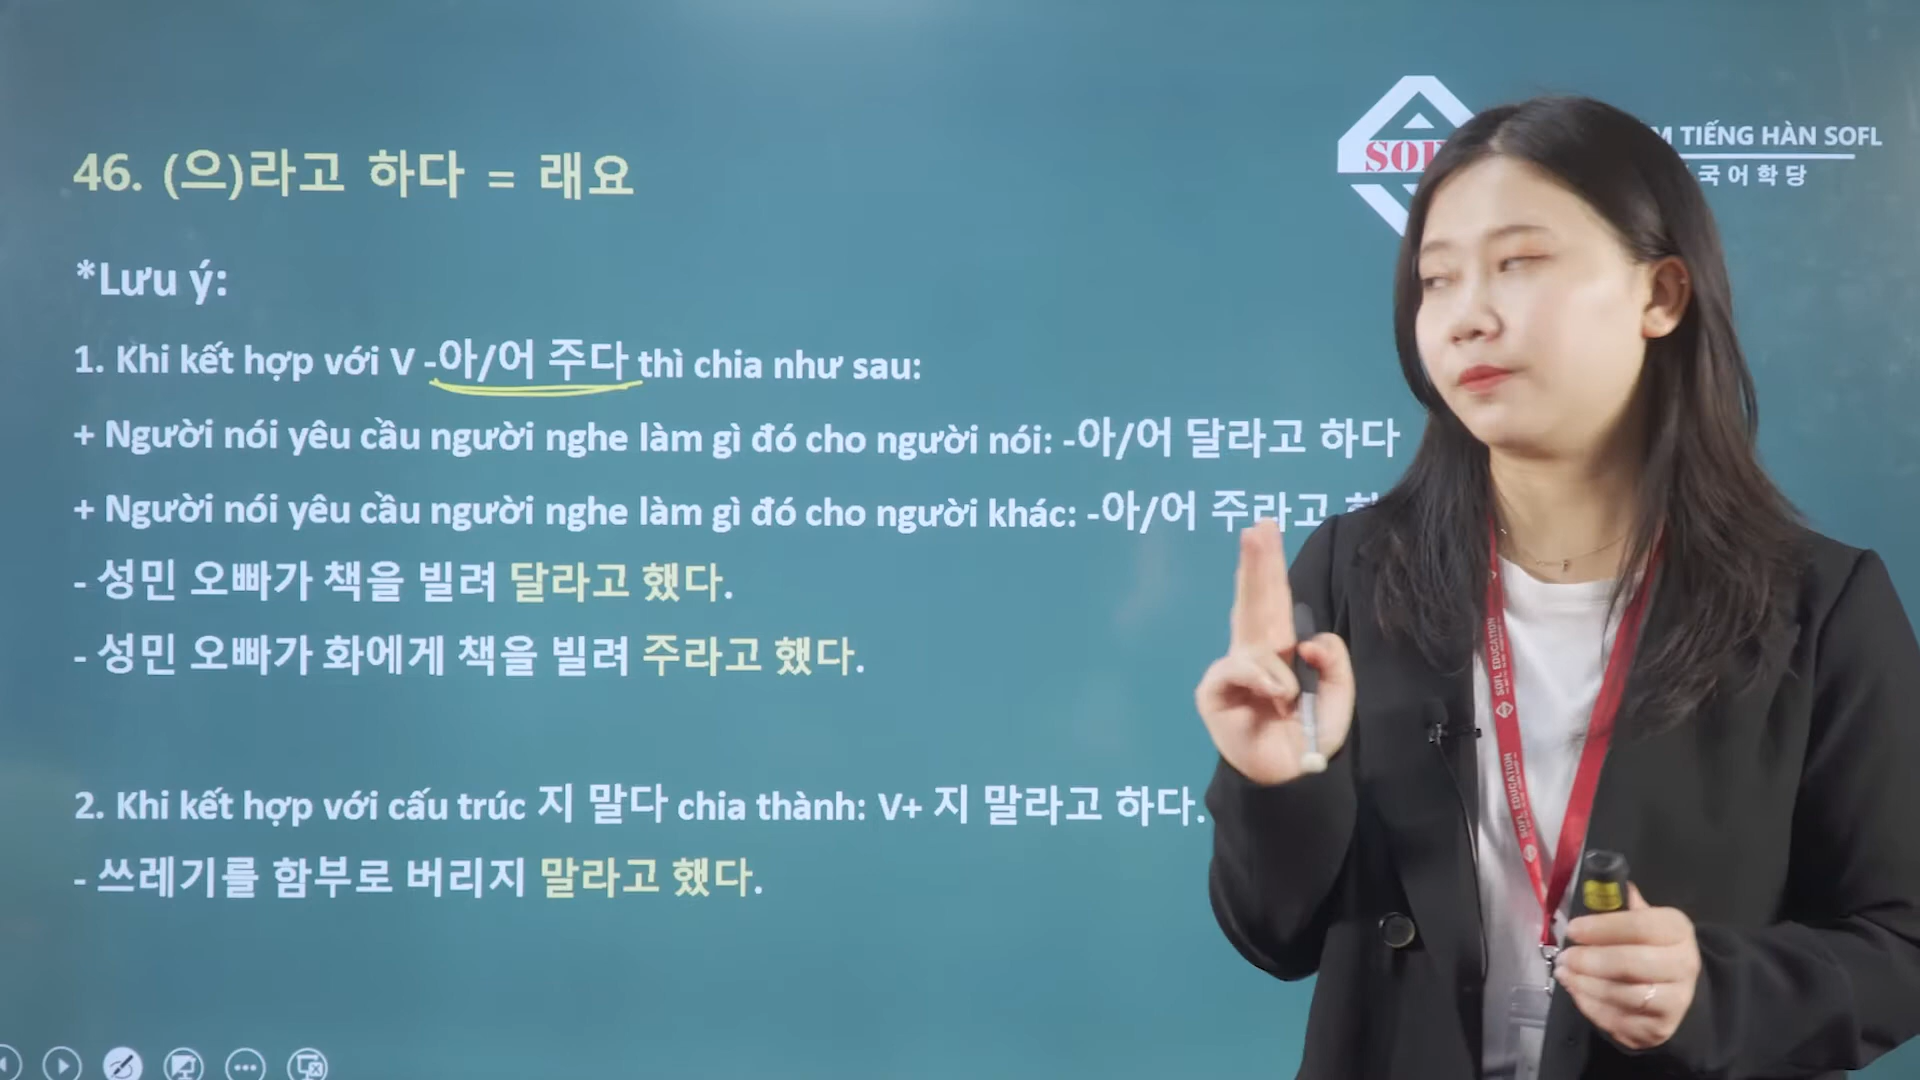 46. (으)라고 하다 = 래요
*Lưu ý:
1. Khi kết hợp với V -아/어 주다 thì chia như sau:
+ Người nói yêu cầu người nghe làm gì đó cho người nói: -아/어 달라고 하다
+ Người nói yêu cầu người nghe làm gì đó cho người khác: -아/어 주라고
- 성민 오빠가 책을 빌려 달라고 했다.
- 성민 오빠가 화에게 책을 빌려 주라고 했다.
2. Khi kết hợp với cấu trúc 지 말다 chia thành: V+ 지 말라고 하다.
- 쓰레기를 함부로 버리지 말라고 했다.
TIẾNG HÀN SOFL
국어학당
SOFL EDUCATION
SOFL EDUCATION